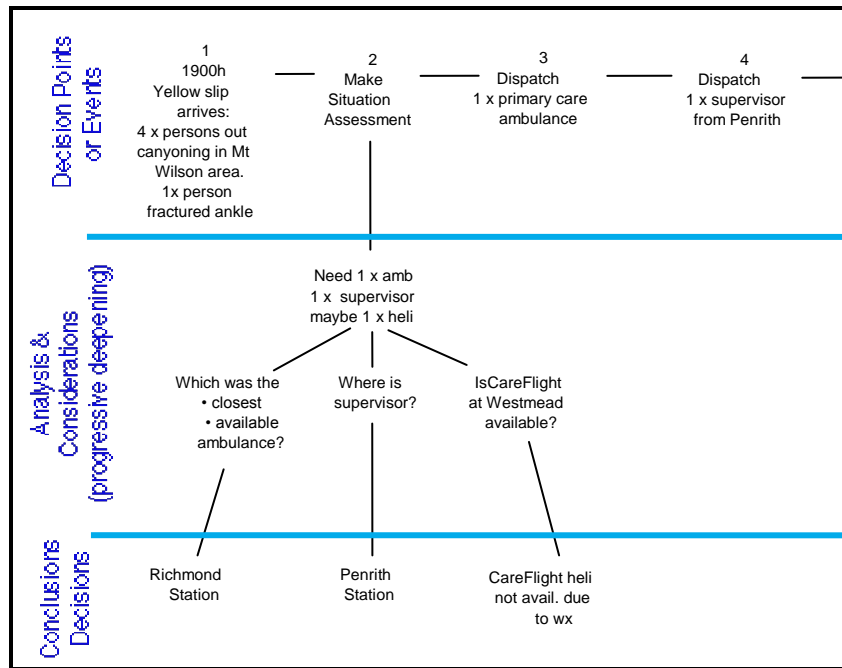 Decision Points
or Events
1
1900h
Yellow slip
arrives:
4 x persons out
canyoning in Mt
Wilson area.
1x person
fractured ankle
2
Make
Situation
Assessment
3
Dispatch
1 x primary care
ambulance
4
Dispatch
1 x supervisor
from Penrith
Analysis &
Considerations
(progressive deepening)
Need 1 x amb
1 x supervisor
maybe 1 x heli
Which was the
• closest
• available
ambulance?
Where is
supervisor?
IsCareFlight
at Westmead
available?
Conclusions
Decisions
Richmond
Station
Penrith
Station
CareFlight heli
not avail. due
to wx